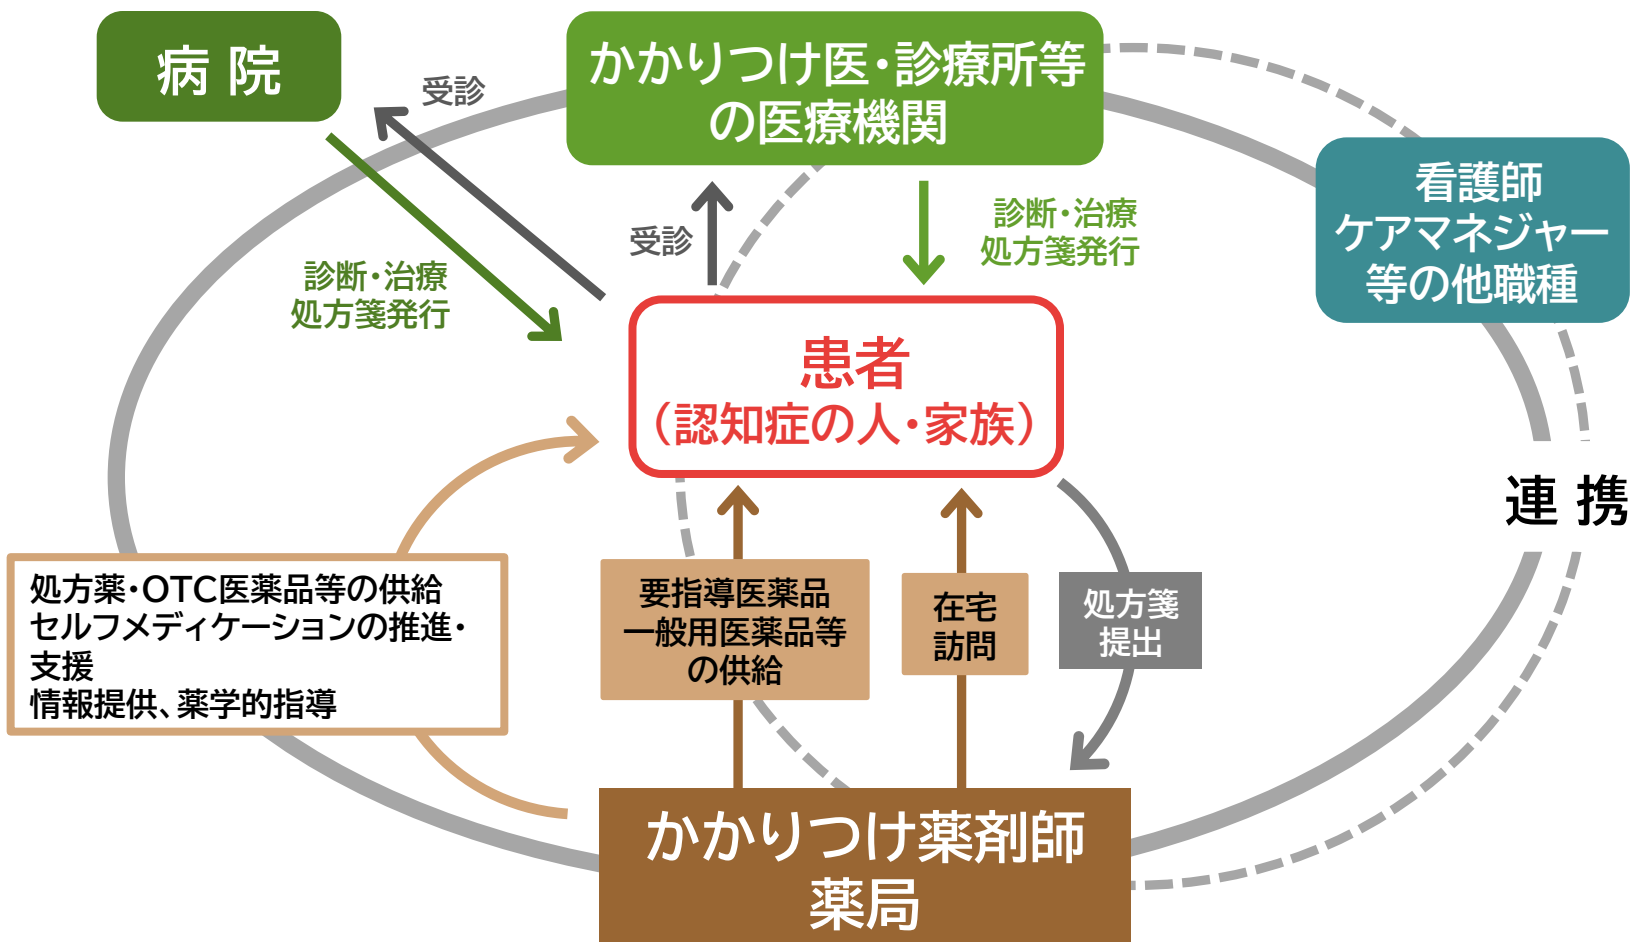 病 院
受診
かかりつけ医・診療所等
の医療機関
看護師
ケアマネジャー
等の他職種
受診
診断・治療
処方箋発行
診断・治療
処方箋発行
患者
（認知症の人・家族）
連 携
処方薬・OTC医薬品等の供給
セルフメディケーションの推進・
支援
情報提供、薬学的指導
要指導医薬品
一般用医薬品等
の供給
在宅
訪問
処方箋
提出
かかりつけ薬剤師
薬局